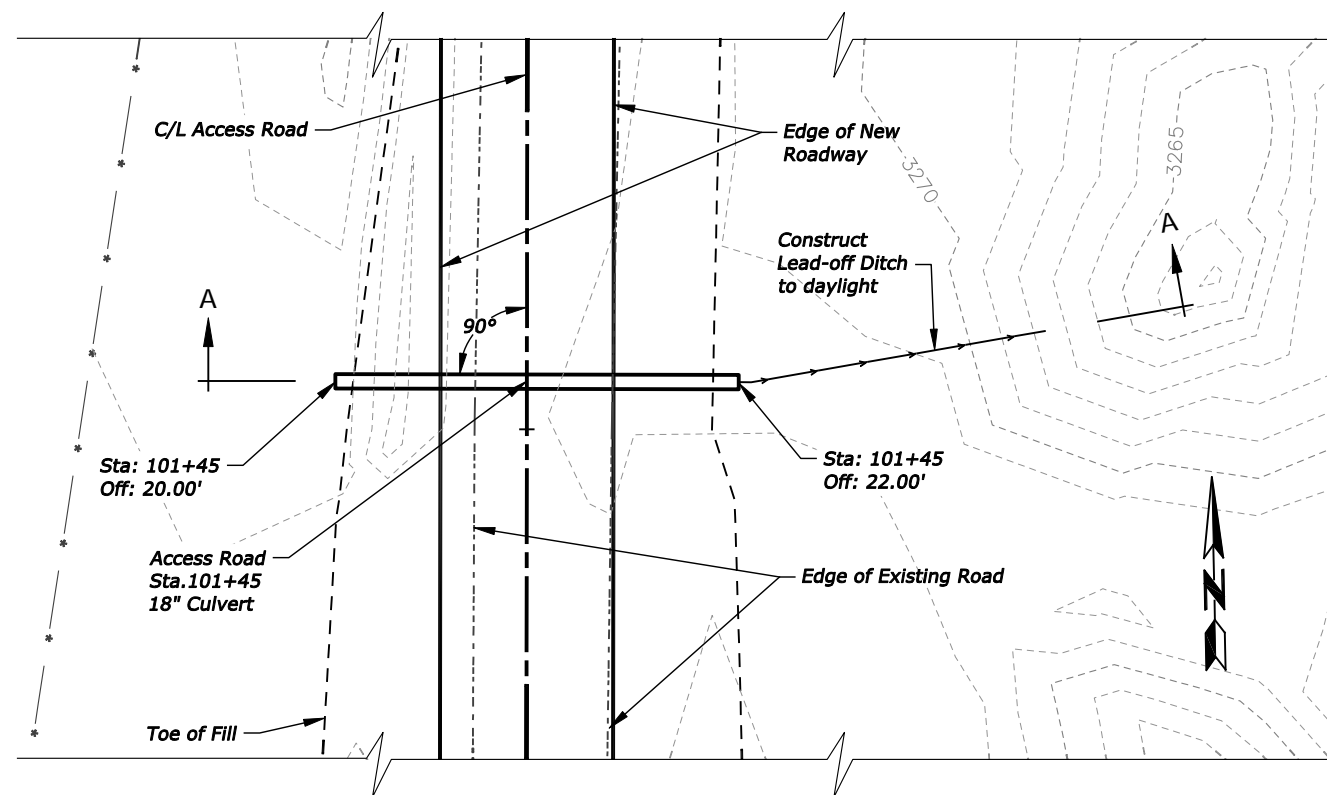 C/L Access Road
Edge of New
Roadway
3270
3265
A
Construct
Lead-off Ditch
to daylight
A
90°
Sta: 101+45
Off: 20.00'
Sta: 101+45
Off: 22.00'
Access Road
Sta.101+45
18" Culvert
Edge of Existing Road
N
Toe of Fill